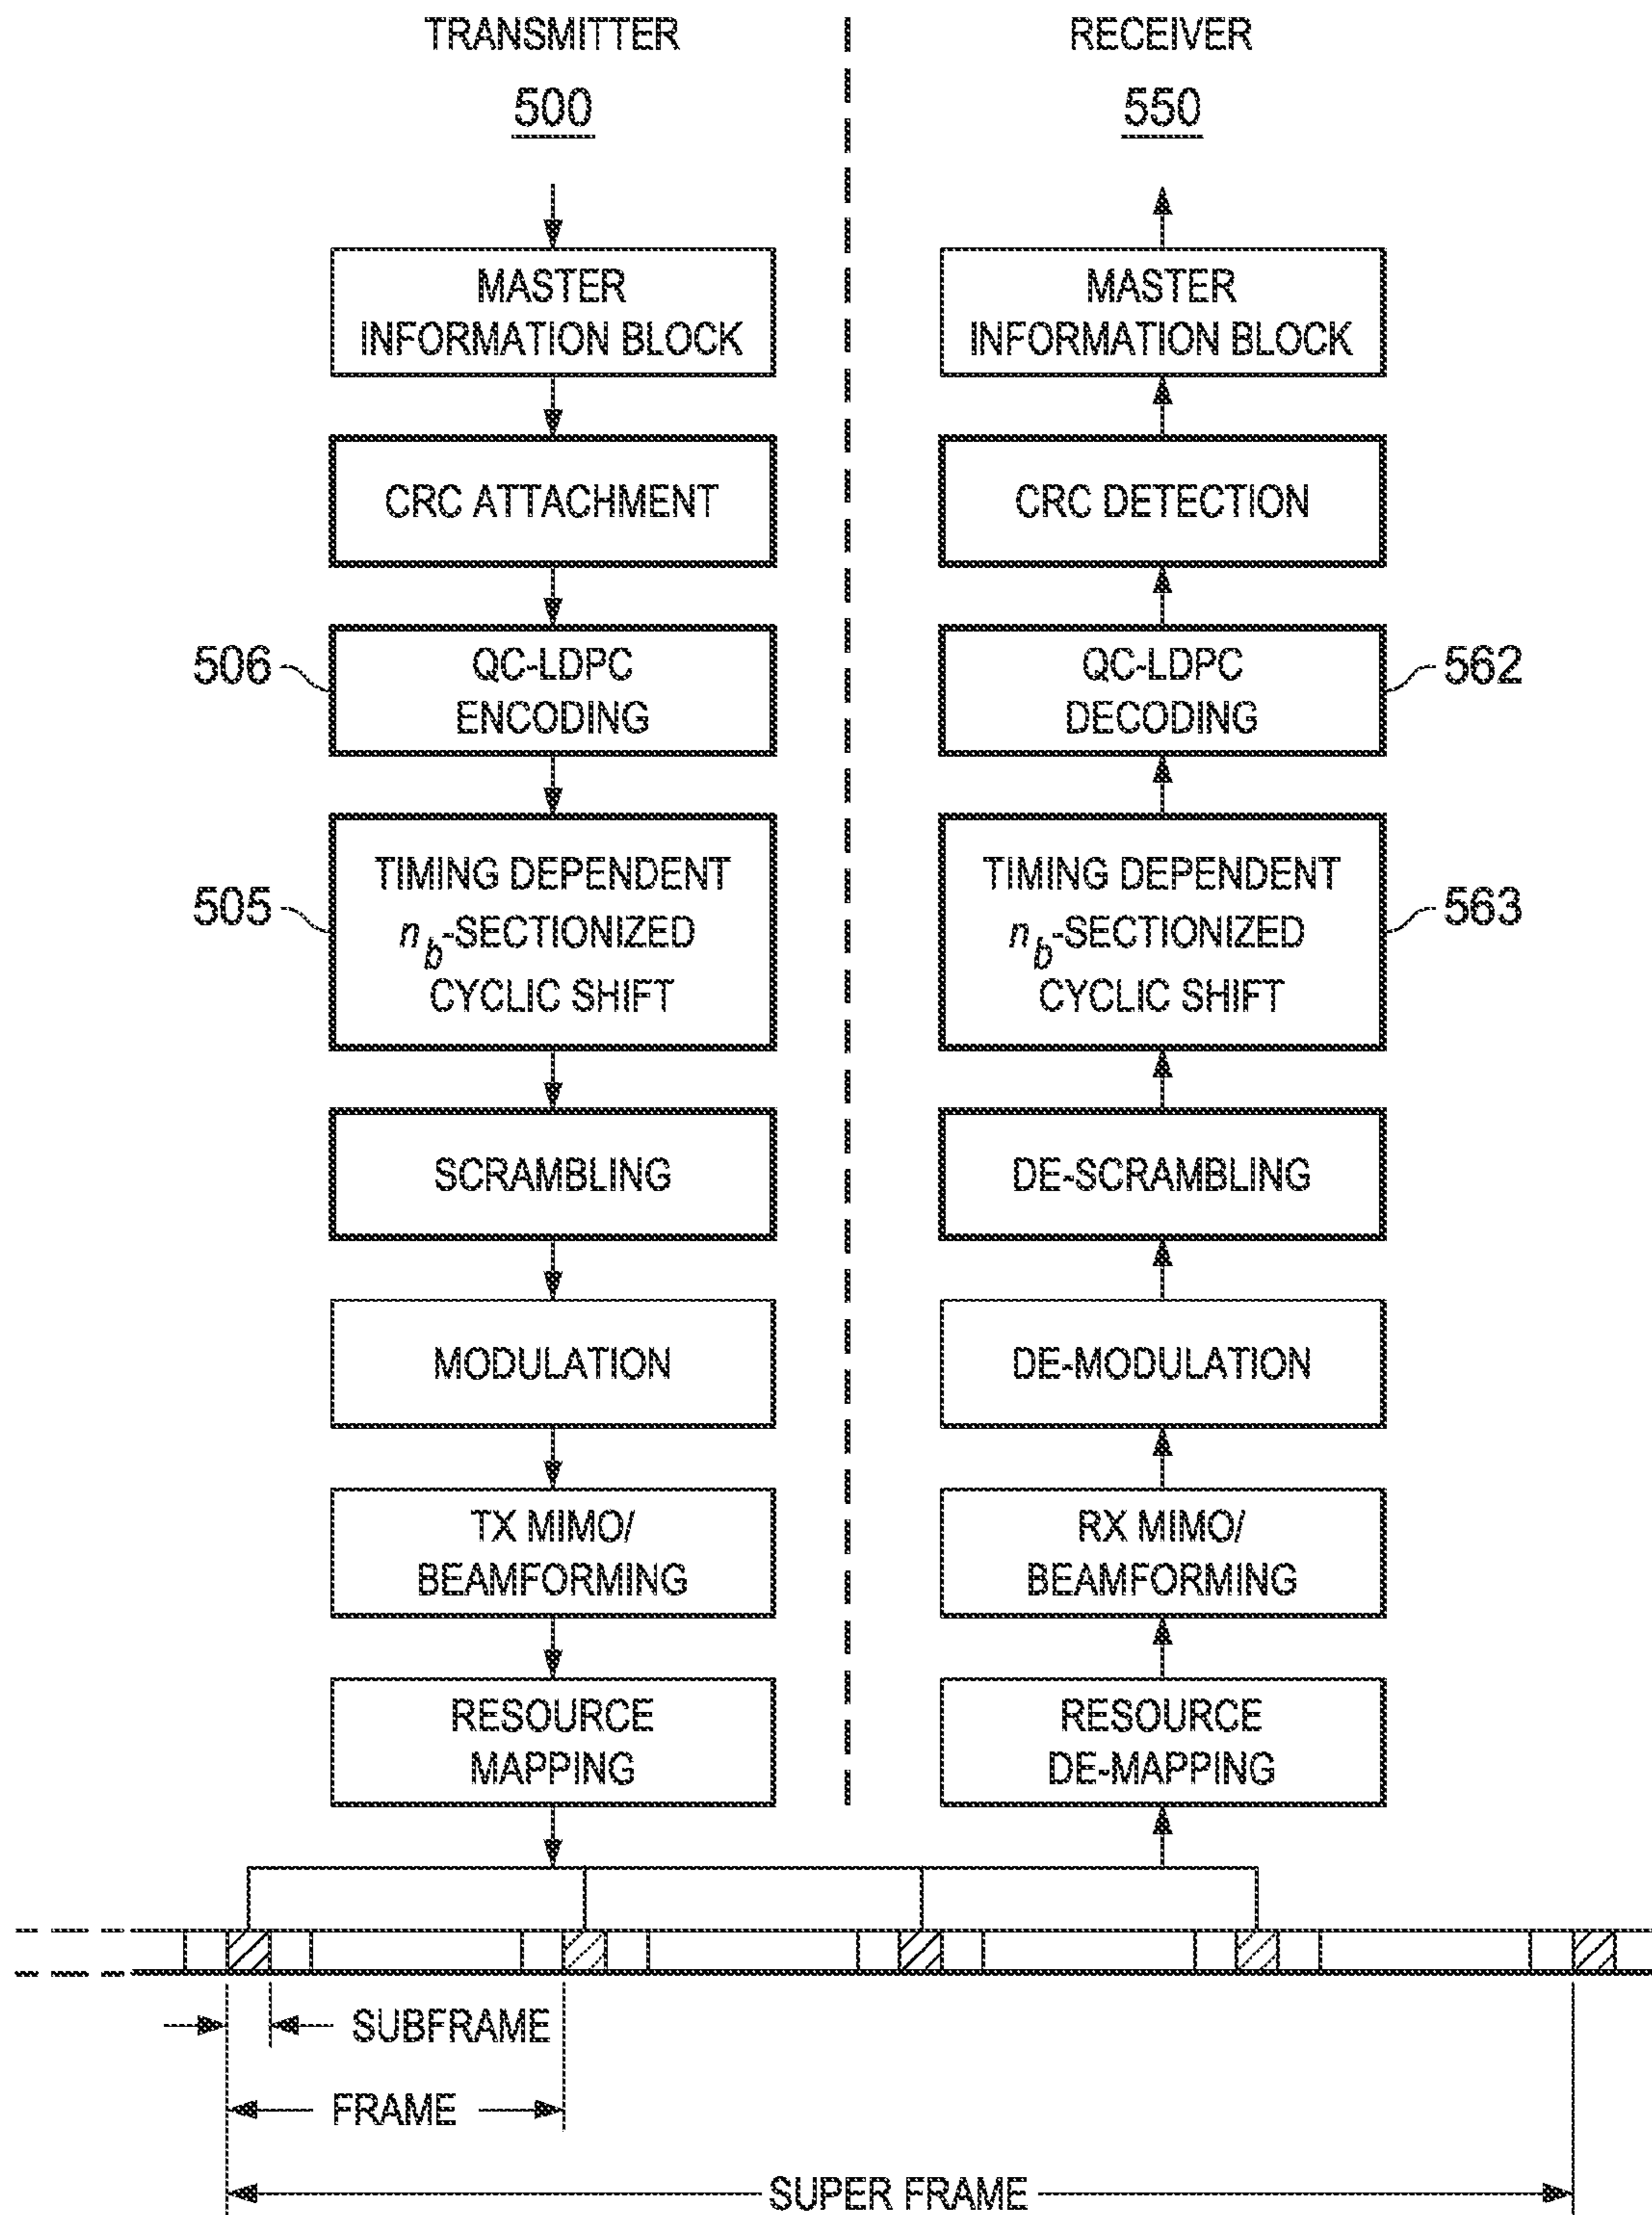 TRANSMITTER
500
MASTER
INFORMATION BLOCK
CRC ATTACHMENT
506
QC-LDPC
ENCODING
505
TIMING DEPENDENT
n_b-SECTIONIZED
CYCLIC SHIFT
SCRAMBLING
MODULATION
TX MIMO/
BEAMFORMING
RESOURCE
MAPPING
RECEIVER
550
MASTER
INFORMATION BLOCK
CRC DETECTION
QC-LDPC
DECODING
562
TIMING DEPENDENT
n_b-SECTIONIZED
CYCLIC SHIFT
563
DE-SCRAMBLING
DE-MODULATION
RX MIMO/
BEAMFORMING
RESOURCE
DE-MAPPING
SUBFRAME
FRAME
SUPER FRAME